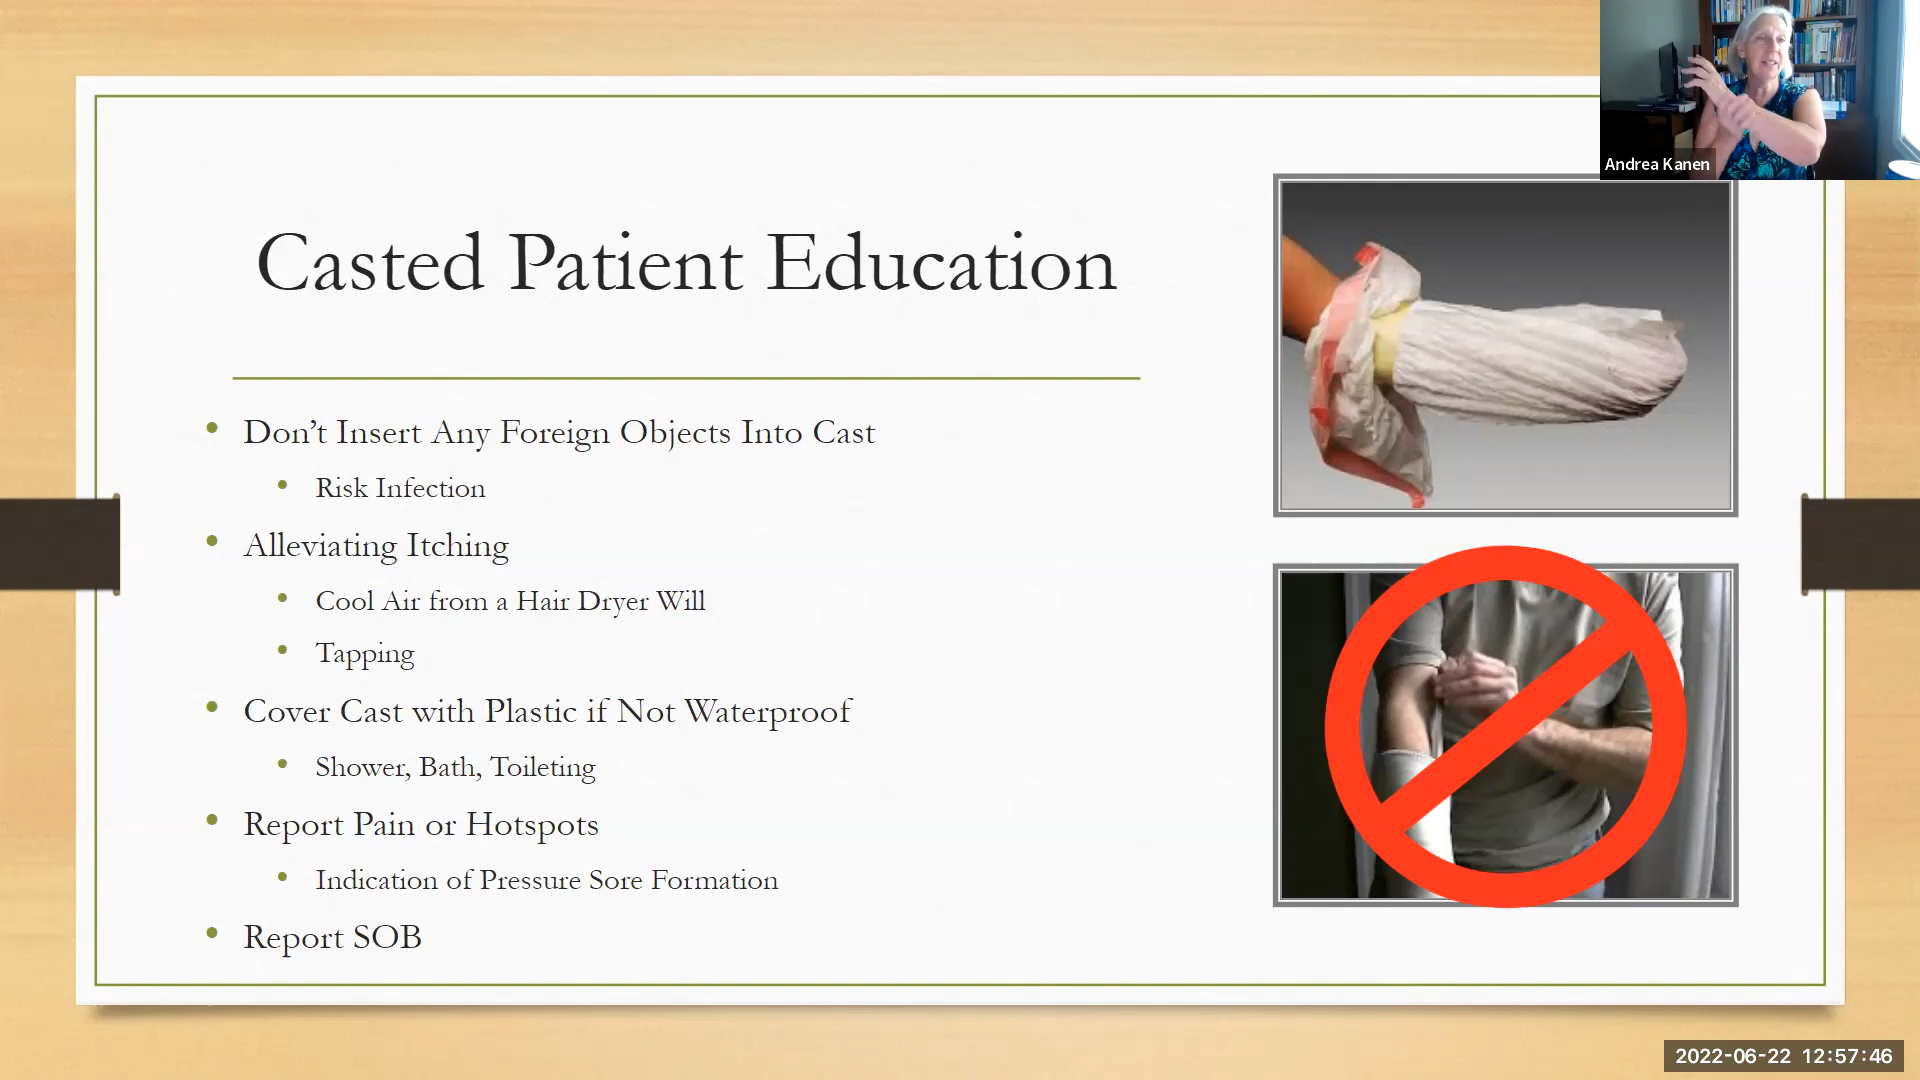 Andrea Kanen
Casted Patient Education
Don’t Insert Any Foreign Objects Into Cast
Risk Infection
Alleviating Itching
Cool Air from a Hair Dryer Will
Tapping
Cover Cast with Plastic if Not Waterproof
Shower, Bath, Toileting
Report Pain or Hotspots
Indication of Pressure Sore Formation
Report SOB
2022-06-22 12:57:46